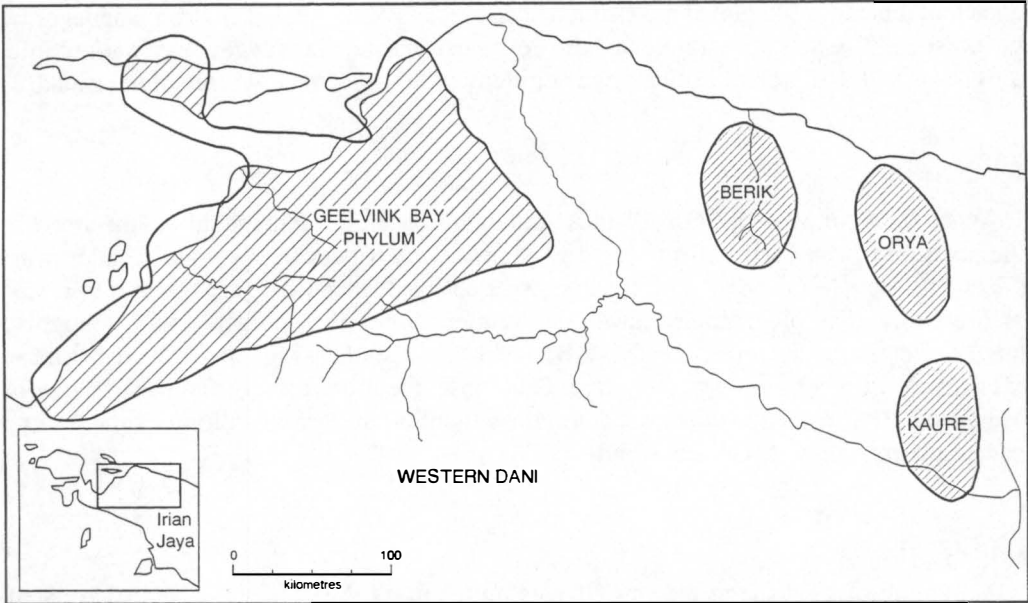 BERIK
GEELVINK BAY
PHYLUM
ORYA
KAURE
WESTERN DANI
Irian
Jaya
0 100
kilometres